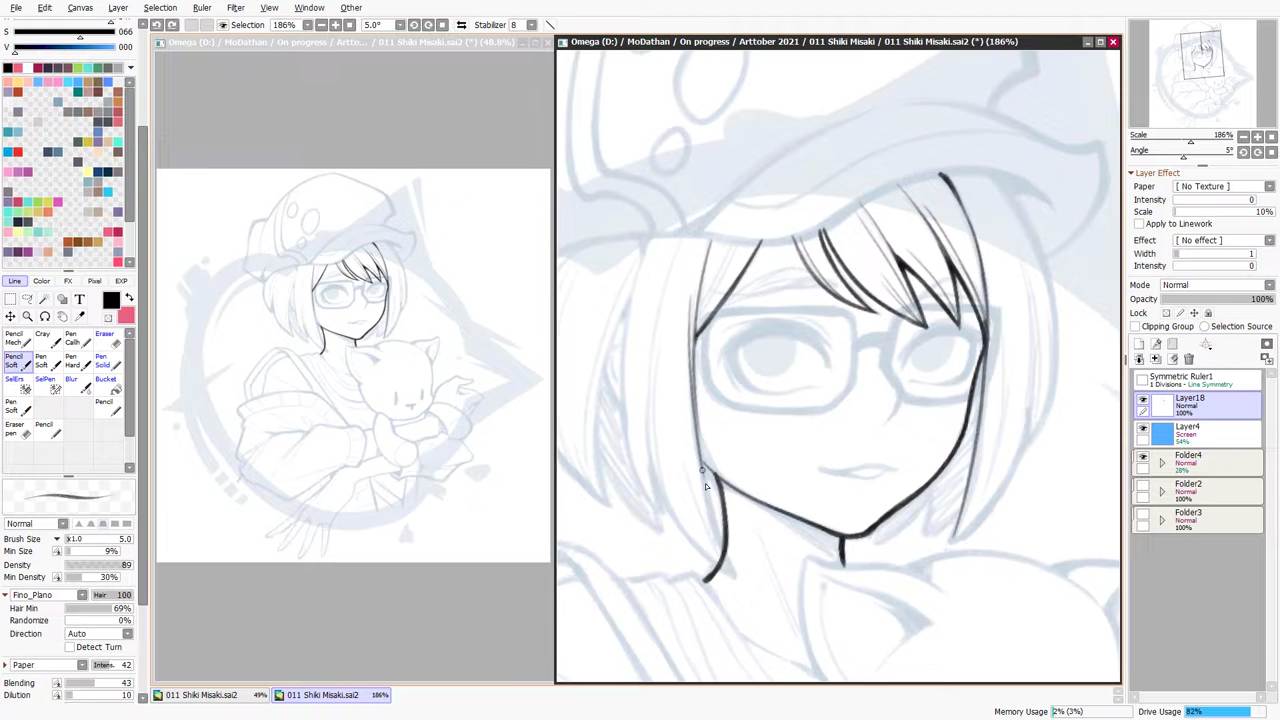 File Edit Canvas Layer Selection Ruler Filter View Window Other
Selection 186% 5.0° Stabilizer 8
S 066
V 000
Omega (D:) / MoDathan / On progress / Artto... / 011 Shiki Misaki.sai2 (*) (48.8%)
Omega (D:) / MoDathan / On progress / Arttober 2021 / 011 Shiki Misaki / 011 Shiki Misaki.sai2 (*) (186%)
Line Color FX Pixel EXP
T
Pencil Mech Cray Pen Calh Eraser
Pencil Soft Pen Soft Pen Hard Pen Solid
SelErs SelPen Blur Bucket
Pen Soft Pencil
Eraser pen Pencil
Normal
Brush Size x1.0 5.0
Min Size 9%
Density 89
Min Density 30%
Fino_Plano Hair 100
Hair Min 69%
Randomize 0%
Direction Auto
Detect Turn
Paper Intens. 42
Blending 43
Dilution 10
011 Shiki Misaki.sai2 49% 011 Shiki Misaki.sai2 186%
Scale 186%
Angle 5°
Layer Effect
Paper [ No Texture ]
Intensity 0
Scale 10%
Apply to Linework
Effect [ No effect ]
Width 1
Intensity 0
Mode Normal
Opacity 100%
Lock
Clipping Group Selection Source
Symmetric Ruler1
1 Divisions - Line Symmetry
Layer18
Normal
100%
Layer4
Screen
54%
Folder4
Normal
28%
Folder2
Normal
100%
Folder3
Normal
100%
Memory Usage 2% (3%) Drive Usage 82%